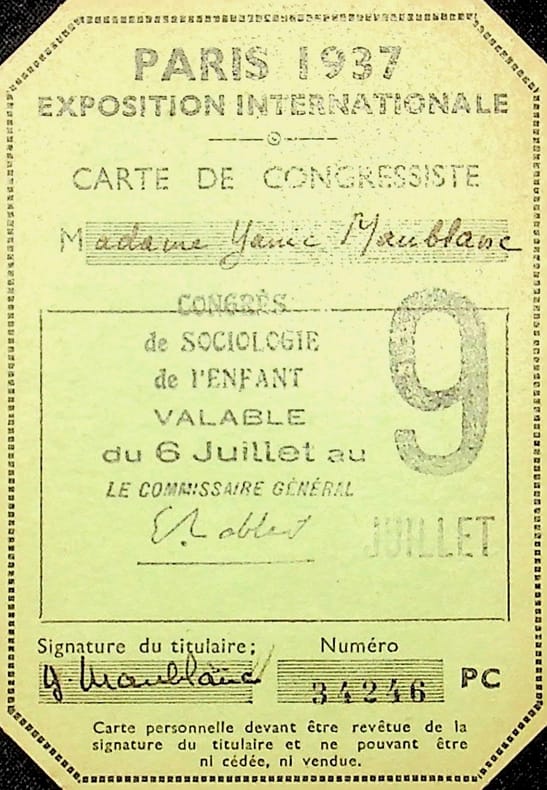 PARIS 1937
EXPOSITION INTERNATIONALE
CARTE DE CONGRESSISTE
Madame Yanic Maublanc
CONGRÈS
de SOCIOLOGIE
de l'ENFANT
VALABLE
du 6 Juillet au
9
JUILLET
LE COMMISSAIRE GÉNÉRAL
Signature du titulaire;
Numéro
Y. Maublanc
34246 PC
Carte personnelle devant être revêtue de la
signature du titulaire et ne pouvant être
ni cédée, ni vendue.